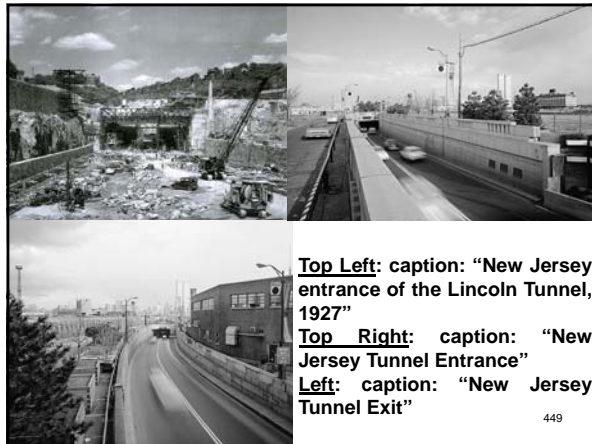 Top Left: caption: “New Jersey
entrance of the Lincoln Tunnel,
1927”
Top Right: caption: “New
Jersey Tunnel Entrance”
Left: caption: “New Jersey
Tunnel Exit”
449